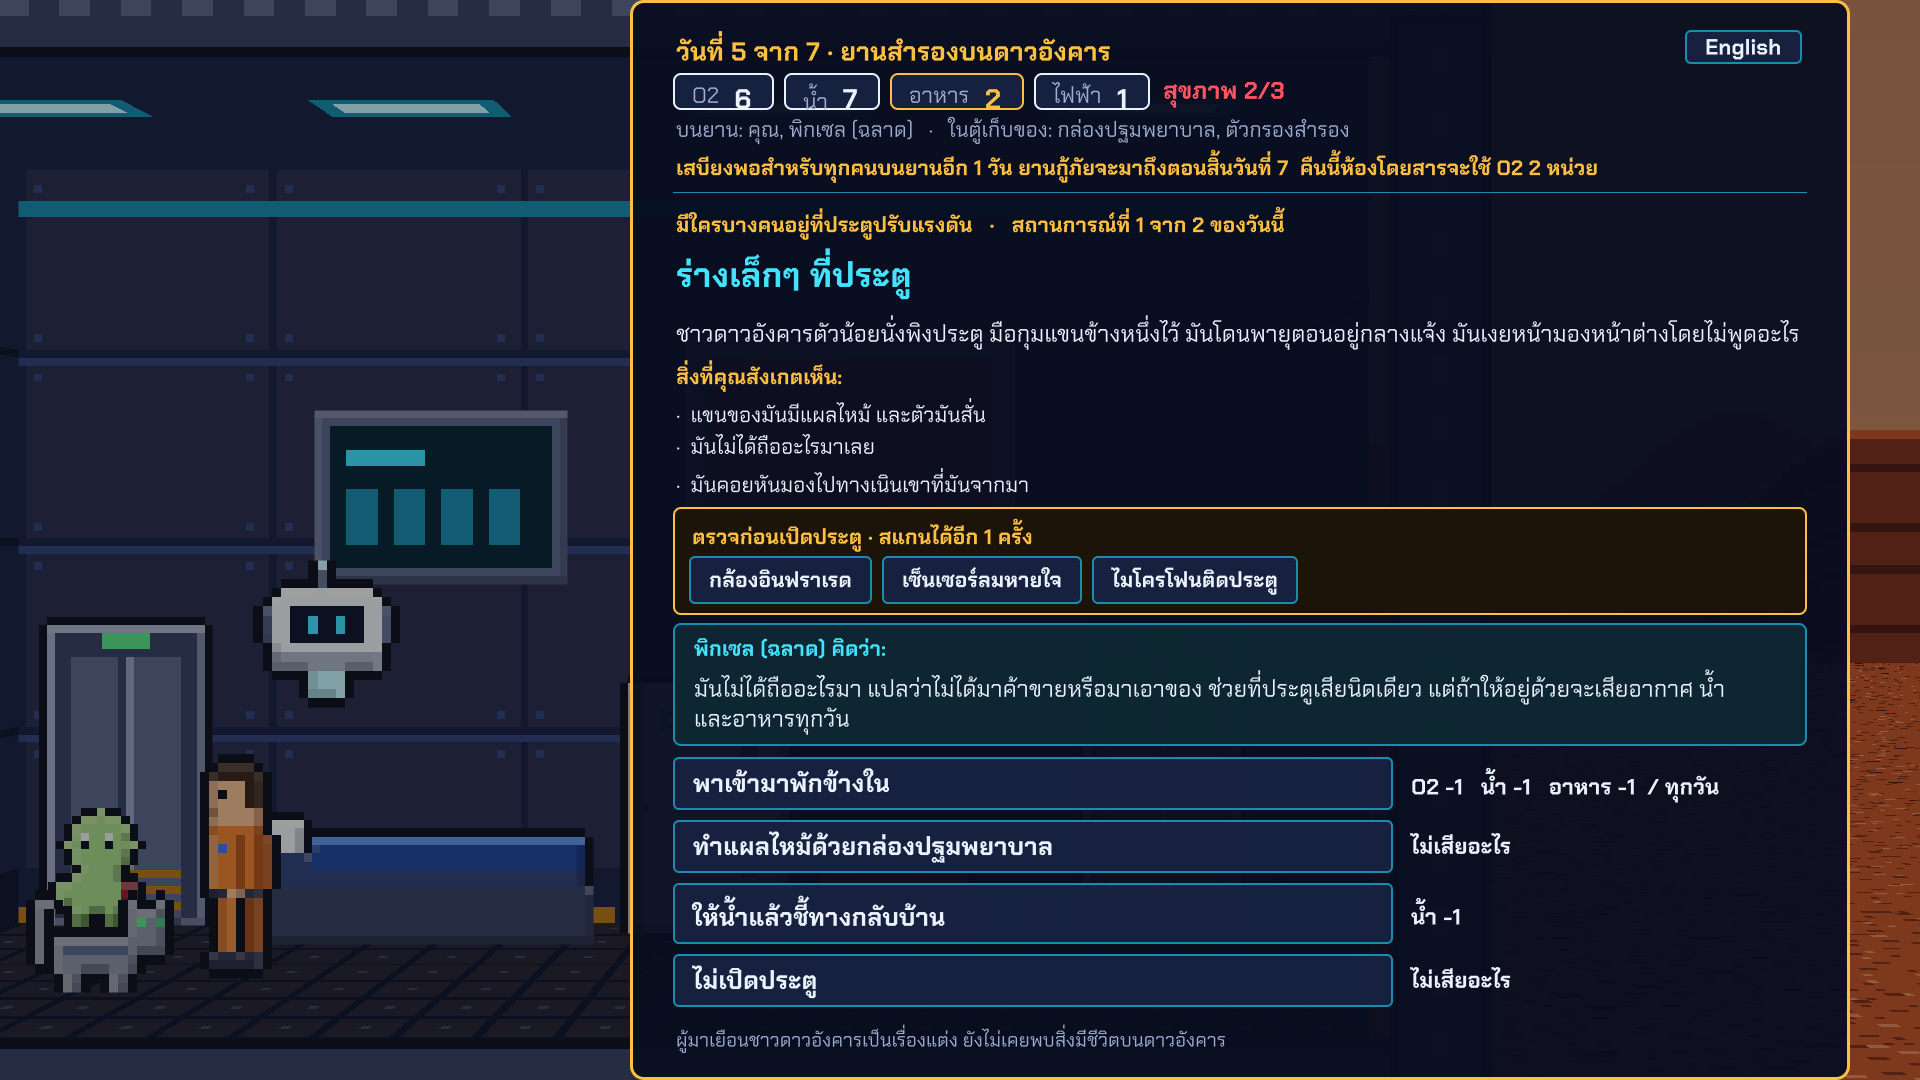 วันที่ 5 จาก 7 · ยานสำรองบนดาวอังคาร
English
O2 6 น้ำ 7 อาหาร 2 ไฟฟ้า 1 สุขภาพ 2/3
บนยาน: คุณ, พิกเซล (ฉลาด) · ในตู้เก็บของ: กล่องปฐมพยาบาล, ตัวกรองสำรอง
เสบียงพอสำหรับทุกคนบนยานอีก 1 วัน ยานกู้ภัยจะมาถึงตอนสิ้นวันที่ 7 คืนนี้ห้องโดยสารจะใช้ O2 2 หน่วย
มีใครบางคนอยู่ที่ประตูปรับแรงดัน · สถานการณ์ที่ 1 จาก 2 ของวันนี้
ร่างเล็กๆ ที่ประตู
ชาวดาวอังคารตัวน้อยนั่งพิงประตู มือกุมแขนข้างหนึ่งไว้ มันโดนพายุตอนอยู่กลางแจ้ง มันเงยหน้ามองหน้าต่างโดยไม่พูดอะไร
สิ่งที่คุณสังเกตเห็น:
· แขนของมันมีแผลไหม้ และตัวมันสั่น
· มันไม่ได้ถืออะไรมาเลย
· มันคอยหันมองไปทางเนินเขาที่มันจากมา
ตรวจก่อนเปิดประตู · สแกนได้อีก 1 ครั้ง
กล้องอินฟราเรด เซ็นเซอร์ลมหายใจ ไมโครโฟนติดประตู
พิกเซล (ฉลาด) คิดว่า:
มันไม่ได้ถืออะไรมา แปลว่าไม่ได้มาค้าขายหรือมาเอาของ ช่วยที่ประตูเสียนิดเดียว แต่ถ้าให้อยู่ด้วยจะเสียอากาศ น้ำ
และอาหารทุกวัน
พาเข้ามาพักข้างใน O2 -1 น้ำ -1 อาหาร -1 / ทุกวัน
ทำแผลไหม้ด้วยกล่องปฐมพยาบาล ไม่เสียอะไร
ให้น้ำแล้วชี้ทางกลับบ้าน น้ำ -1
ไม่เปิดประตู ไม่เสียอะไร
ผู้มาเยือนชาวดาวอังคารเป็นเรื่องแต่ง ยังไม่เคยพบสิ่งมีชีวิตบนดาวอังคาร